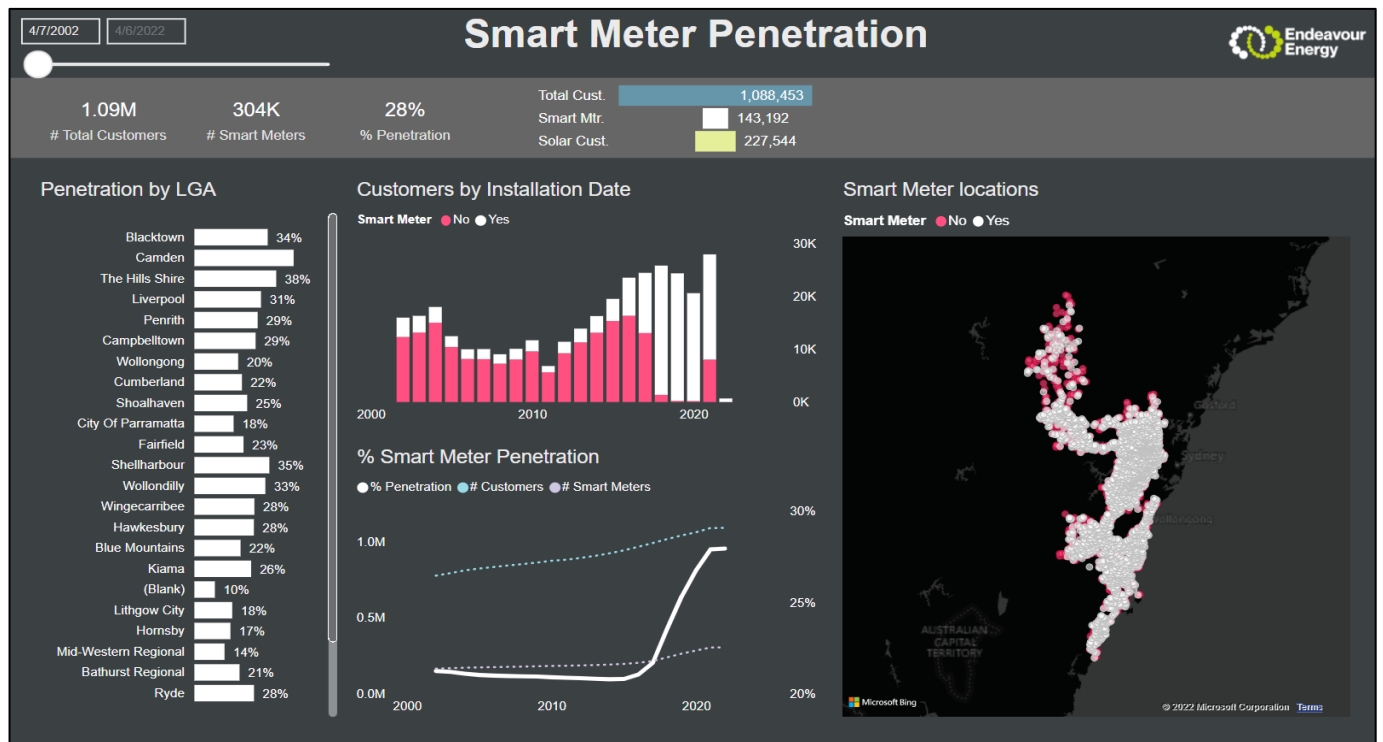 4/7/2002
4/6/2022
Smart Meter Penetration
Endeavour
Energy
1.09M
# Total Customers
304K
# Smart Meters
28%
% Penetration
Total Cust. 1,088,453
Smart Mtr. 143,192
Solar Cust. 227,544
Penetration by LGA
Blacktown 34%
Camden
The Hills Shire 38%
Liverpool 31%
Penrith 29%
Campbelltown 29%
Wollongong 20%
Cumberland 22%
Shoalhaven 25%
City Of Parramatta 18%
Fairfield 23%
Shellharbour 35%
Wollondilly 33%
Wingecarribee 28%
Hawkesbury 28%
Blue Mountains 22%
Kiama 26%
(Blank) 10%
Lithgow City 18%
Hornsby 17%
Mid-Western Regional 14%
Bathurst Regional 21%
Ryde 28%
Customers by Installation Date
Smart Meter No Yes
30K
20K
10K
0K
2000 2010 2020
% Smart Meter Penetration
% Penetration # Customers # Smart Meters
1.0M
0.5M
0.0M
30%
25%
20%
2000 2010 2020
Smart Meter locations
Smart Meter No Yes
Gosford
Sydney
AUSTRALIAN
CAPITAL
TERRITORY
Microsoft Bing
© 2022 Microsoft Corporation Terms